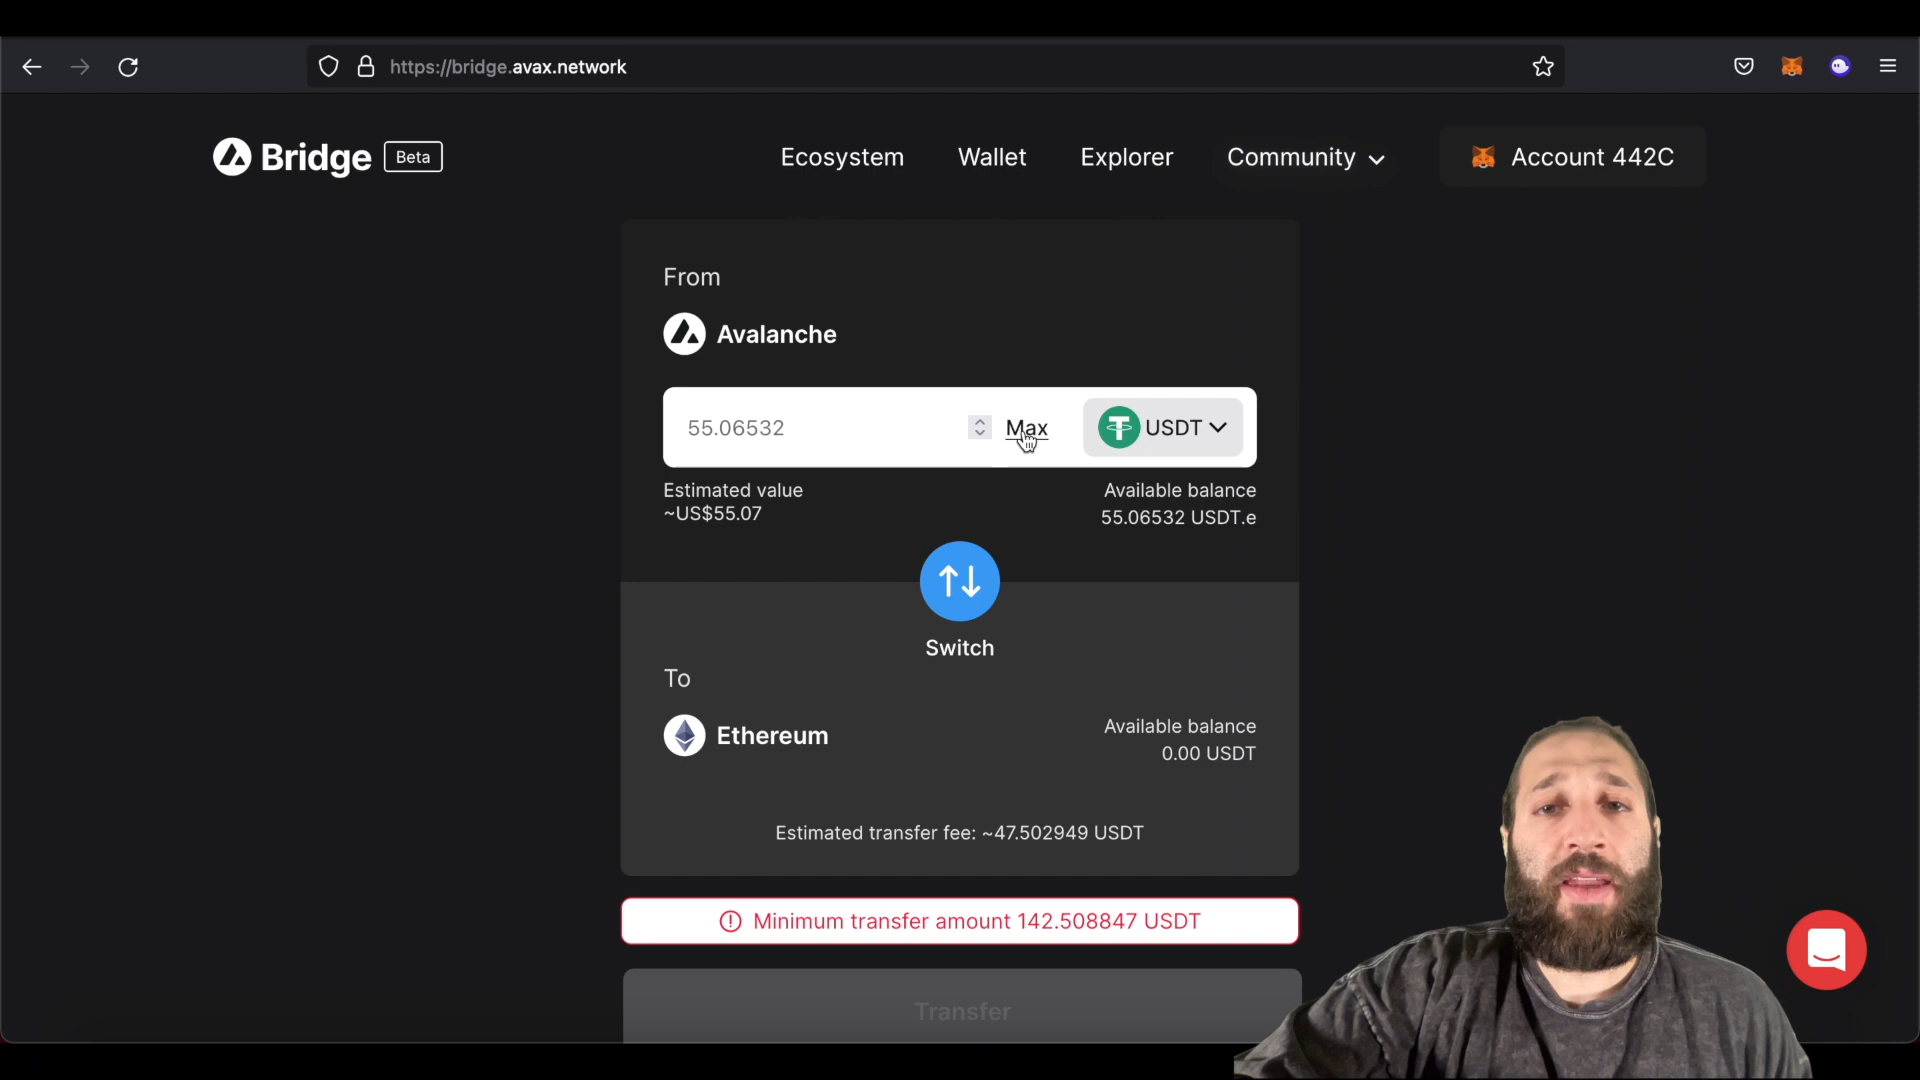 https://bridge.avax.network
Bridge Beta
Ecosystem Wallet Explorer Community Account 442C
From
Avalanche
55.06532 Max USDT
Estimated value Available balance
~US$55.07 55.06532 USDT.e
Switch
To
Ethereum
Available balance
0.00 USDT
Estimated transfer fee: ~47.502949 USDT
Minimum transfer amount 142.508847 USDT
Transfer